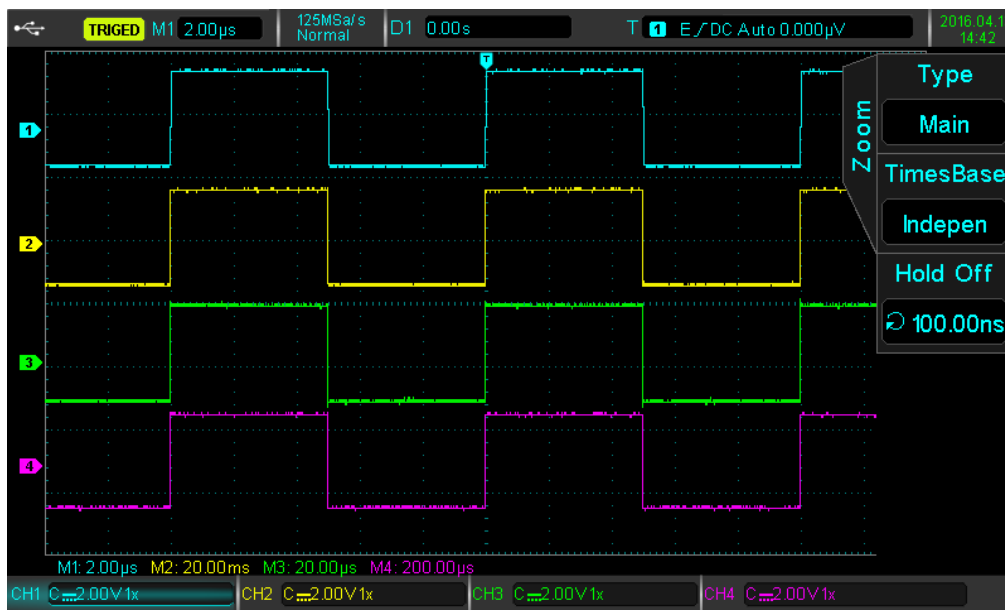 TRIGED M1 2.00µs 125MSa/s Normal D1 0.00s T 1 E DC Auto 0.000µV 2016.04.1 14:42
T
Type
Zoom
1
Main
TimesBase
2
Indepen
Hold Off
100.00ns
3
4
M1: 2.00µs M2: 20.00ms M3: 20.00µs M4: 200.00µs
CH1 C 2.00V 1x CH2 C 2.00V 1x CH3 C 2.00V 1x CH4 C 2.00V 1x